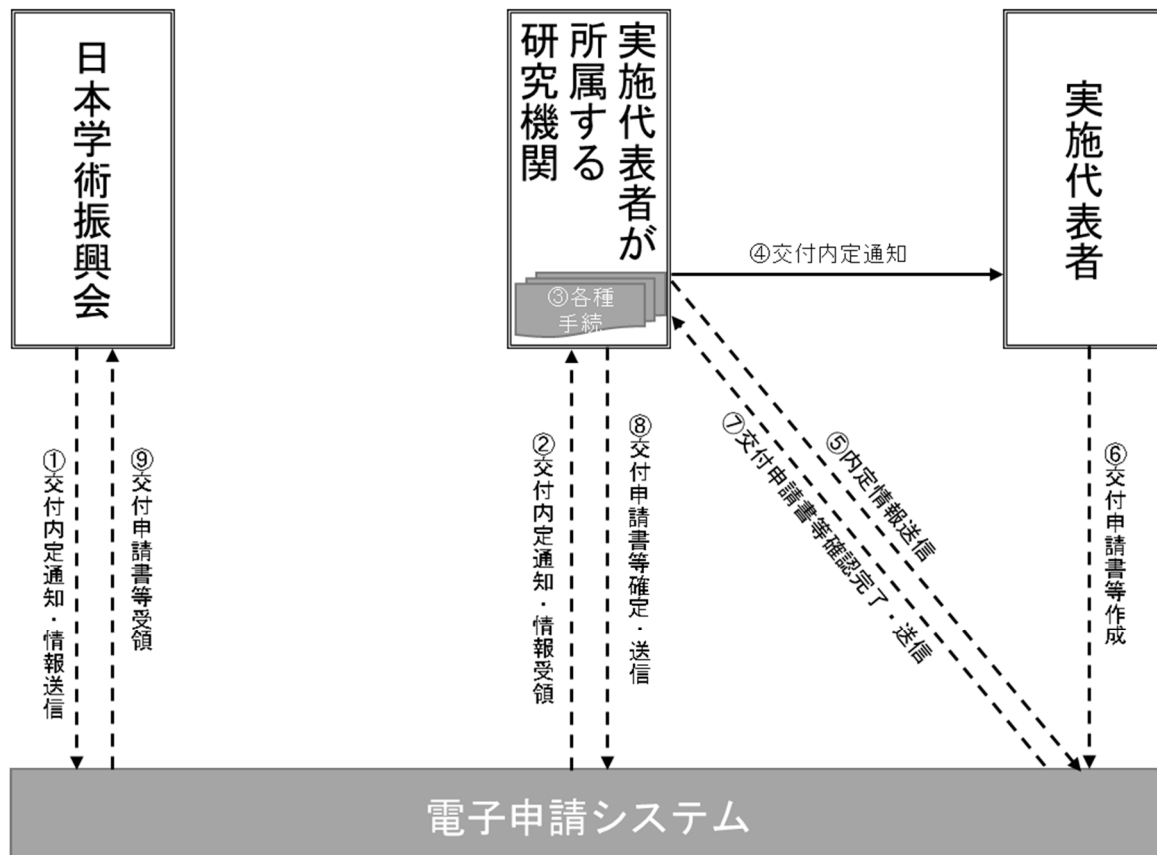 日本学術振興会
実施代表者が
所属する
研究機関
③各種
手続
実施代表者
④交付内定通知
①交付内定通知・情報送信
⑨交付申請書等受領
②交付内定通知・情報受領
⑧交付申請書等確定・送信
⑦交付申請書等確認完了・送信
⑤内定情報送信
⑥交付申請書等作成
電子申請システム